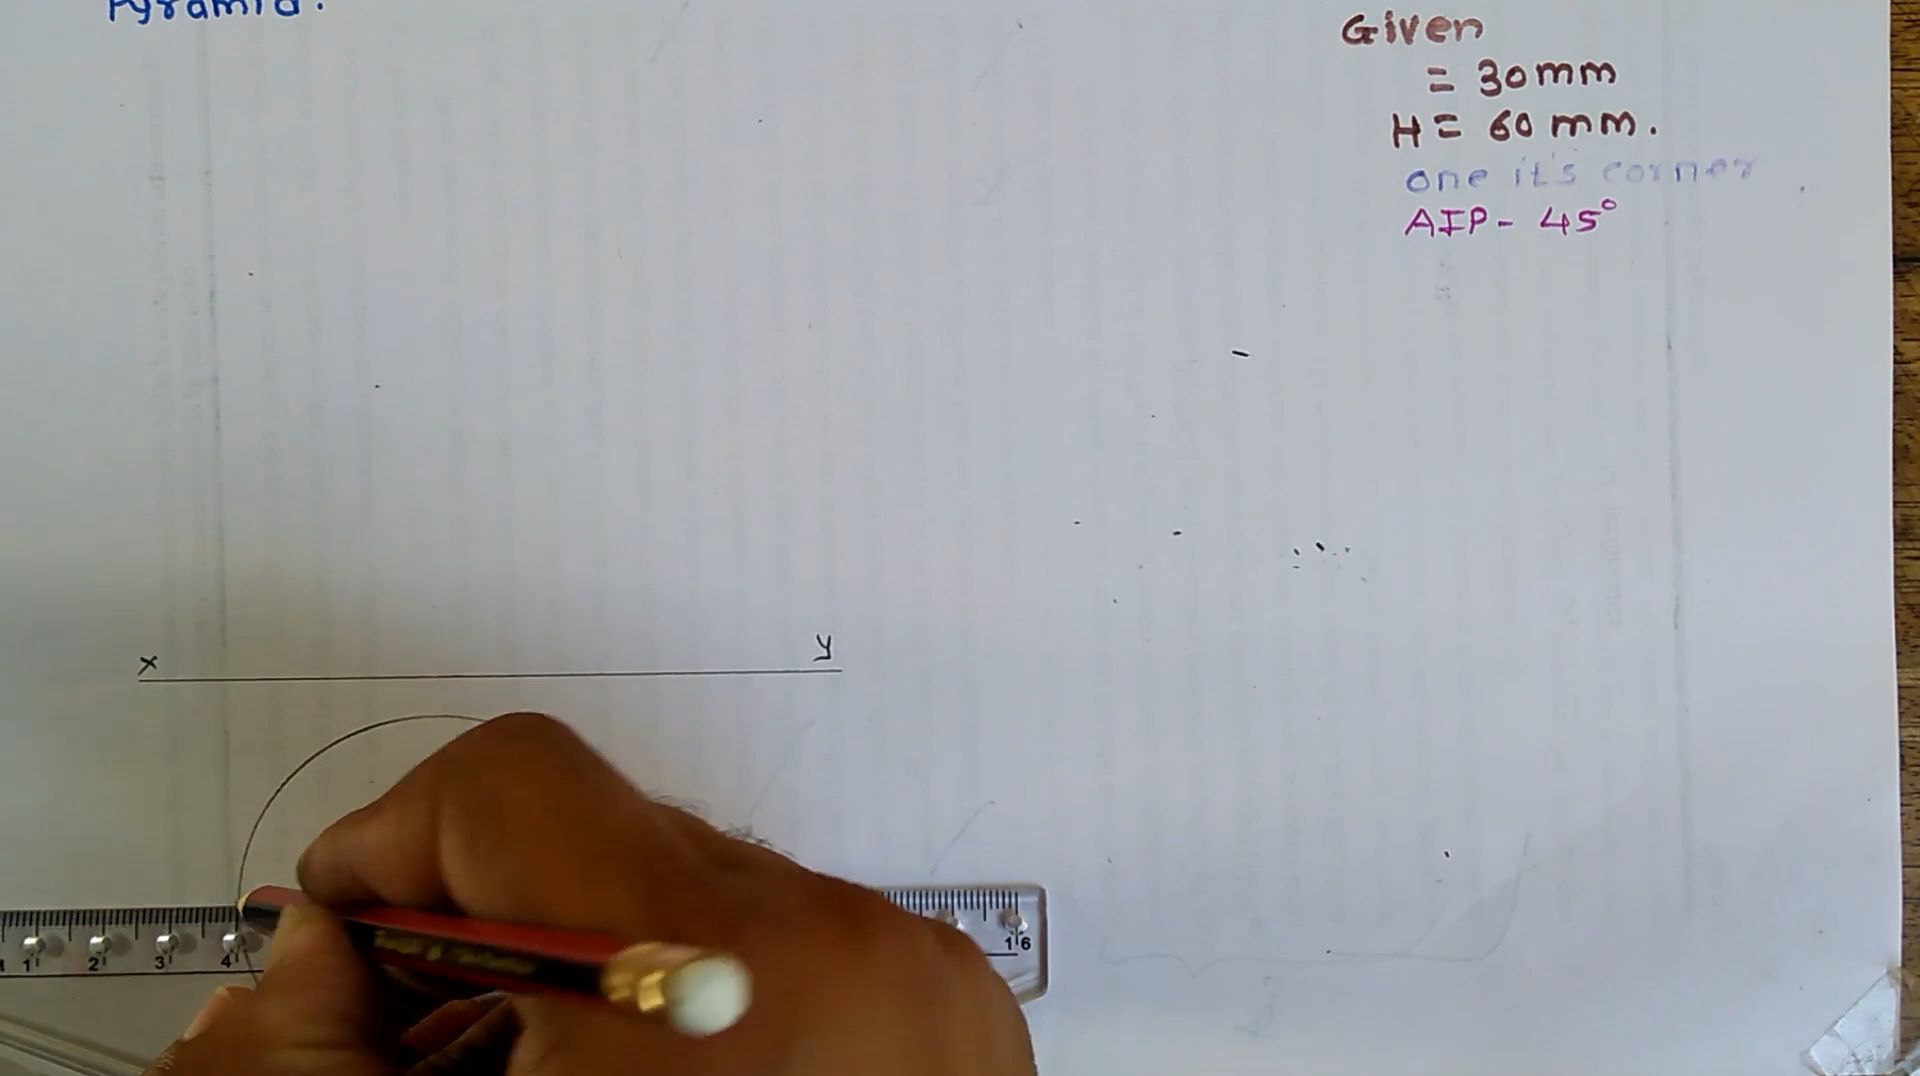 Pyramid.
Given
= 30mm
H = 60 mm.
one it's corner
AIP - 45°
x
y
1 2 3 4
16